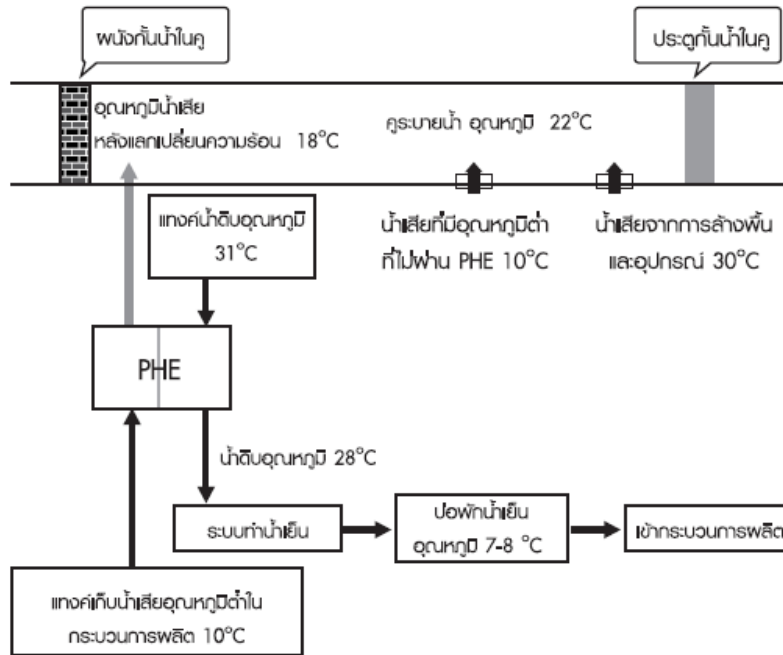 ผนังกั้นน้ำในคู
ประตูกั้นน้ำในคู
อุณหภูมิน้ำเสีย
หลังแลกเปลี่ยนความร้อน 18°C
คูระบายน้ำ อุณหภูมิ 22°C
แทงค์น้ำดิบอุณหภูมิ
31°C
น้ำเสียที่มีอุณหภูมิต่ำ
ที่ไม่ผ่าน PHE 10°C
น้ำเสียจากการล้างพื้น
และอุปกรณ์ 30°C
PHE
น้ำดิบอุณหภูมิ 28°C
ระบบทำน้ำเย็น
บ่อพักน้ำเย็น
อุณหภูมิ 7-8 °C
เข้ากระบวนการผลิต
แทงค์เก็บน้ำเสียอุณหภูมิต่ำใน
กระบวนการผลิต 10°C